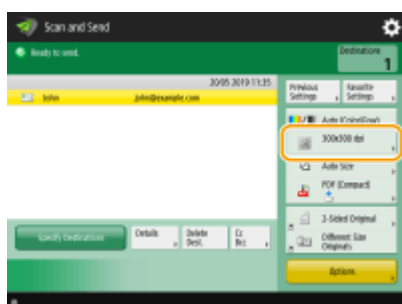 Scan and Send
Ready to send.
Destinations
1
20/05 2019 11:35
John
john@example.com
Previous Settings
Favorite Settings
Auto (Color/Gray)
300x300 dpi
Auto Size
PDF (Compact)
2-Sided Original
Different Size
Originals
Specify Destinations
Details
Delete
Dest.
Cc
Bcc
Options